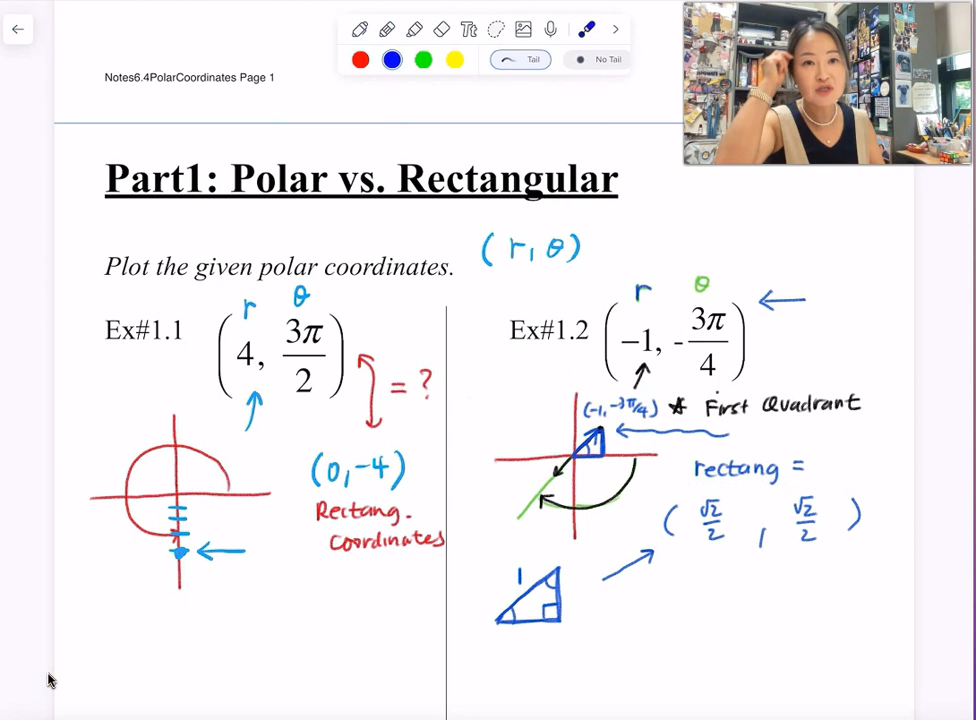 Notes6.4PolarCoordinates Page 1
Tt
Tail
No Tail
Part1: Polar vs. Rectangular
(r, θ)
Plot the given polar coordinates.
r θ
Ex#1.1 (4, 3π/2)
= ?
(0,-4)
Rectang.
Coordinates
r θ
Ex#1.2 (−1, -3π/4)
(-1,-3π/4) ★ First Quadrant
1
rectang =
(√2/2, √2/2)
1